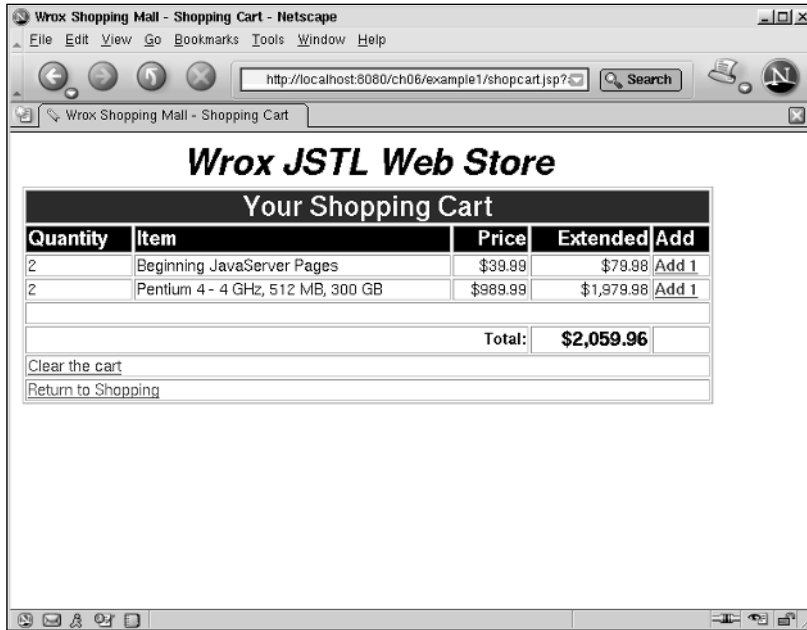 Wrox Shopping Mall - Shopping Cart - Netscape
File Edit View Go Bookmarks Tools Window Help
http://localhost:8080/ch06/example1/shopcart.jsp? Search
N
Wrox Shopping Mall - Shopping Cart
Wrox JSTL Web Store
Your Shopping Cart
Quantity Item Price Extended Add
2 Beginning JavaServer Pages $39.99 $79.98 Add 1
2 Pentium 4 - 4 GHz, 512 MB, 300 GB $989.99 $1,979.98 Add 1
Total: $2,059.96
Clear the cart
Return to Shopping